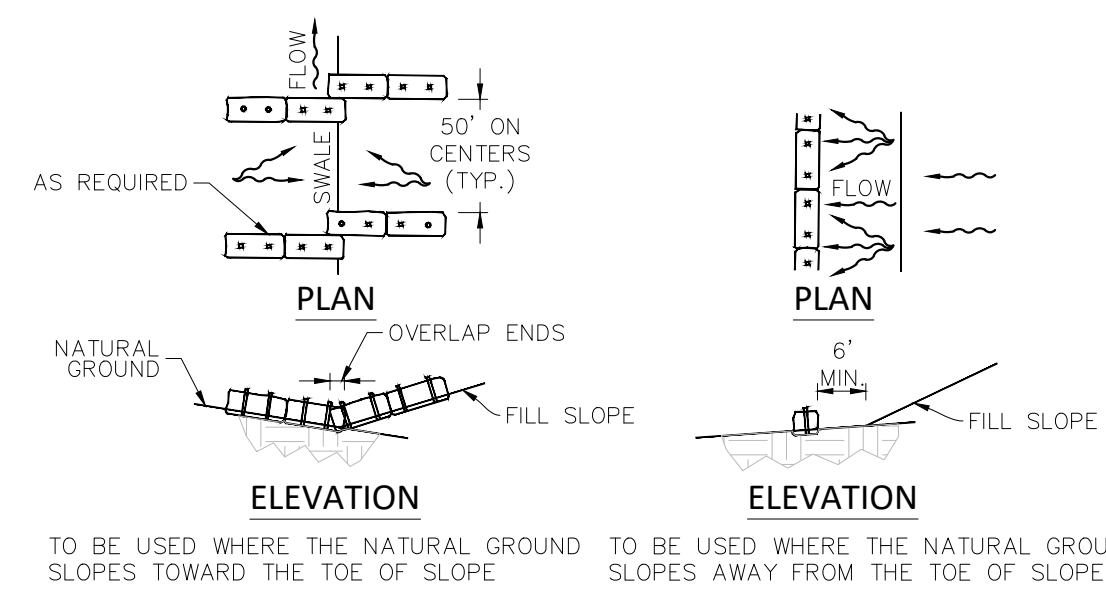 FLOW
SWALE
50' ON
CENTERS
(TYP.)
AS REQUIRED
PLAN
OVERLAP ENDS
NATURAL
GROUND
FILL SLOPE
ELEVATION
TO BE USED WHERE THE NATURAL GROUND
SLOPES TOWARD THE TOE OF SLOPE
FLOW
PLAN
6'
MIN.
FILL SLOPE
ELEVATION
TO BE USED WHERE THE NATURAL GROU
SLOPES AWAY FROM THE TOE OF SLOPE